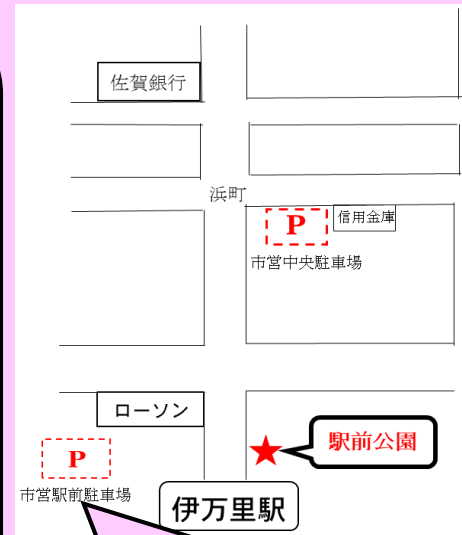 佐賀銀行
浜町
P
信用金庫
市営中央駐車場
ローソン
駅前公園
P
市営駅前駐車場
伊万里駅